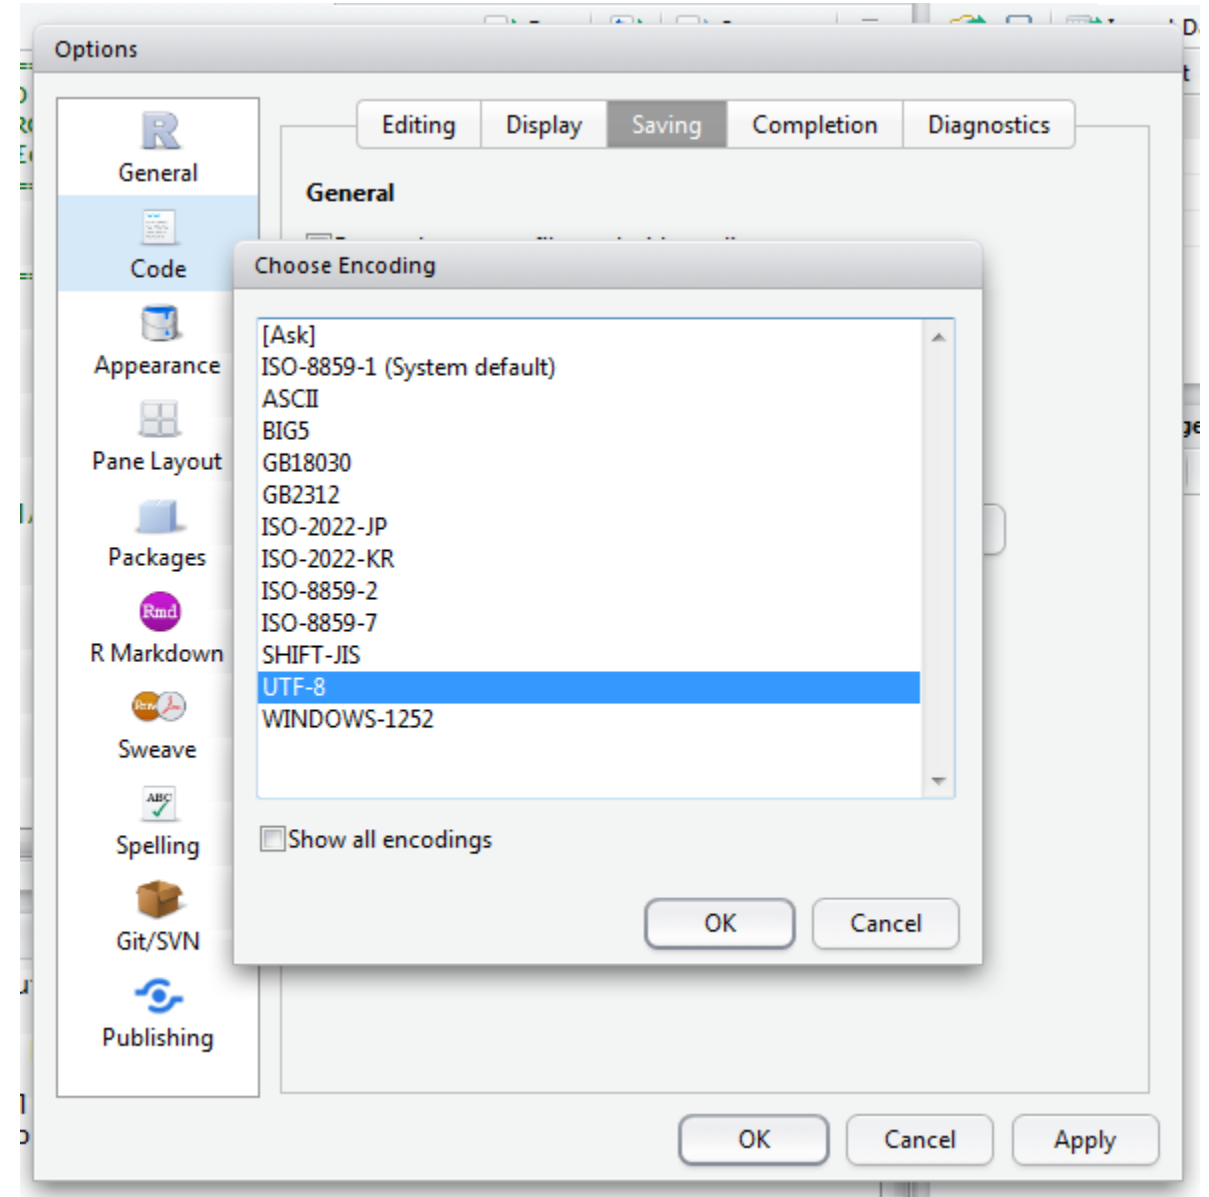 Options
General
Code
Appearance
Pane Layout
Packages
Rmd
R Markdown
Sweave
ABC
Spelling
Git/SVN
Publishing
Editing
Display
Saving
Completion
Diagnostics
General
Choose Encoding
[Ask]
ISO-8859-1 (System default)
ASCII
BIG5
GB18030
GB2312
ISO-2022-JP
ISO-2022-KR
ISO-8859-2
ISO-8859-7
SHIFT-JIS
UTF-8
WINDOWS-1252
Show all encodings
OK
Cancel
OK
Cancel
Apply